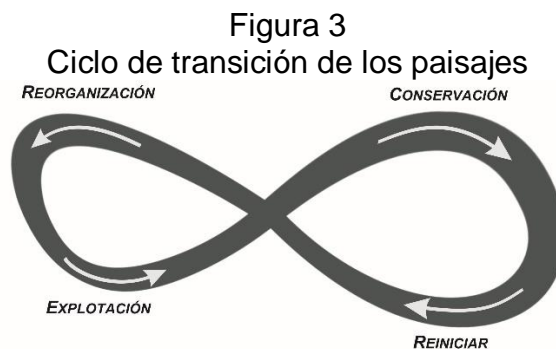 Figura 3
Ciclo de transición de los paisajes
REORGANIZACIÓN
CONSERVACIÓN
EXPLOTACIÓN
REINICIAR